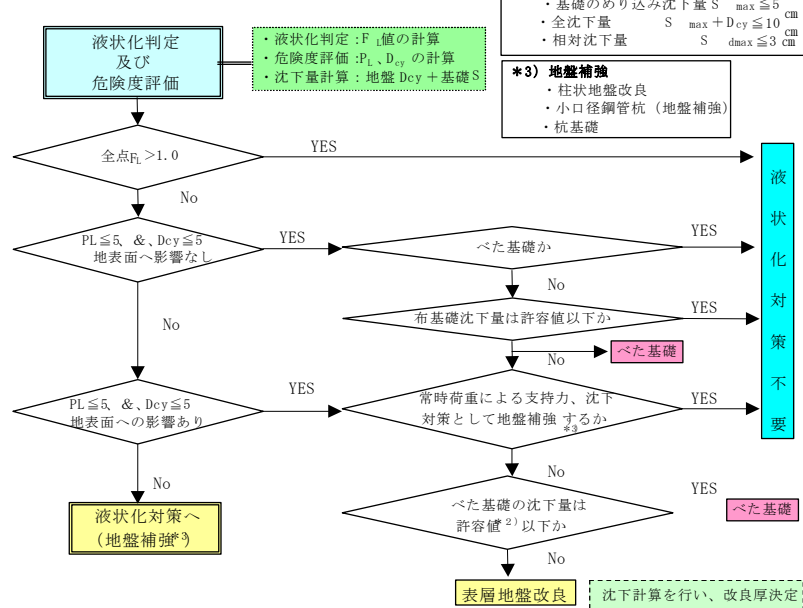 ・基礎のめり込み沈下量 S max≦5 cm
・全沈下量 S max＋Dcy≦10 cm
・相対沈下量 S dmax≦3 cm
液状化判定
及び
危険度評価
・液状化判定：FL値の計算
・危険度評価：PL、Dcy の計算
・沈下量計算：地盤 Dcy＋基礎S
*3) 地盤補強
・柱状地盤改良
・小口径鋼管杭（地盤補強）
・杭基礎
全点FL>1.0
YES
No
PL≦5、&、Dcy≦5
地表面へ影響なし
YES
べた基礎か
YES
No
No
布基礎沈下量は許容値以下か
YES
No
べた基礎
PL≦5、&、Dcy≦5
地表面への影響あり
YES
常時荷重による支持力、沈下
対策として地盤補強*3するか
YES
液状化対策不要
No
No
液状化対策へ
（地盤補強*3）
べた基礎の沈下量は
許容値*2）以下か
YES
べた基礎
No
表層地盤改良
沈下計算を行い、改良厚決定